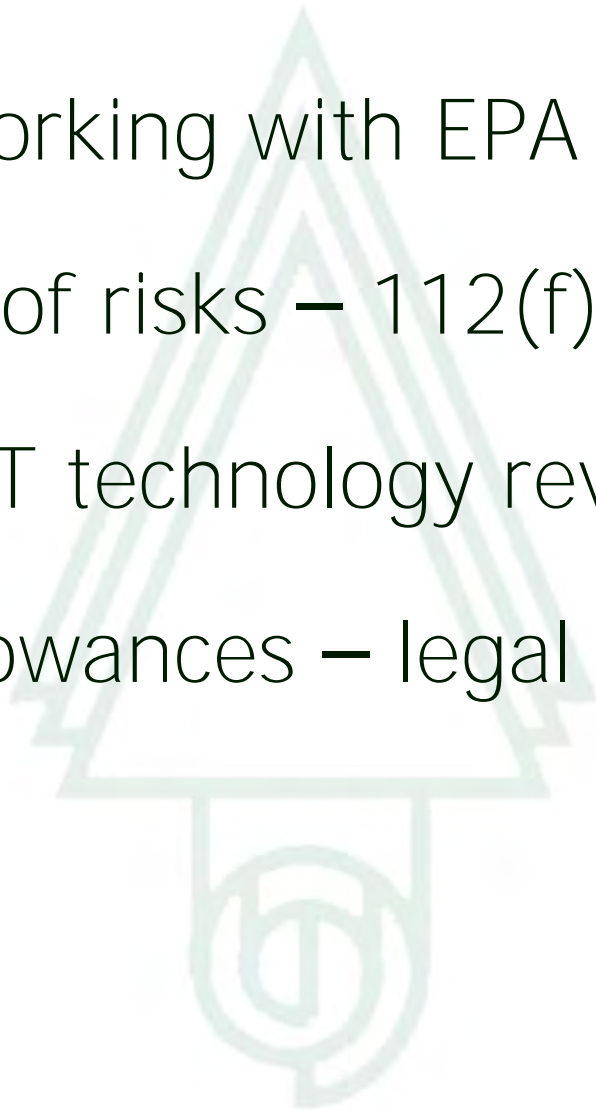 orking with EPA
of risks – 112(f)
T technology rev
owances – legal